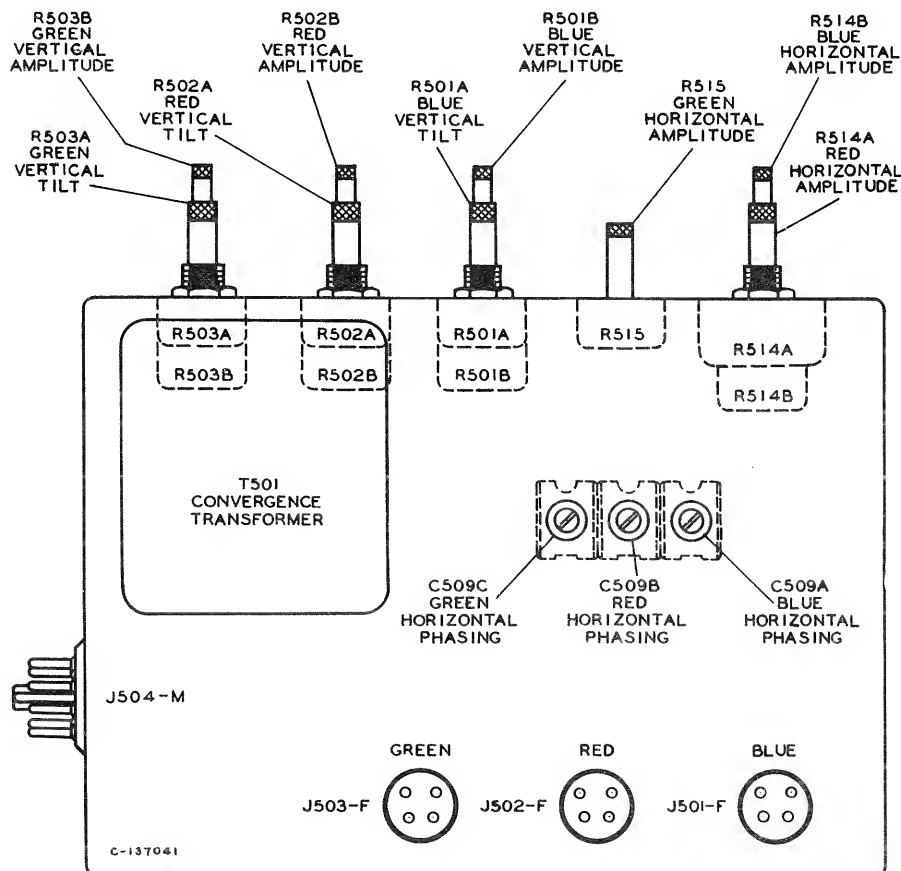 R503B
GREEN
VERTICAL
AMPLITUDE
R502B
RED
VERTICAL
AMPLITUDE
R501B
BLUE
VERTICAL
AMPLITUDE
R514B
BLUE
HORIZONTAL
AMPLITUDE
R502A
RED
VERTICAL
TILT
R501A
BLUE
VERTICAL
TILT
R515
GREEN
HORIZONTAL
AMPLITUDE
R503A
GREEN
VERTICAL
TILT
R514A
RED
HORIZONTAL
AMPLITUDE
R503A
R502A
R501A
R515
R514A
R503B
R502B
R501B
R514B
T501
CONVERGENCE
TRANSFORMER
C509C
GREEN
HORIZONTAL
PHASING
C509B
RED
HORIZONTAL
PHASING
C509A
BLUE
HORIZONTAL
PHASING
J504-M
GREEN
RED
BLUE
J503-F
J502-F
J501-F
C-137041